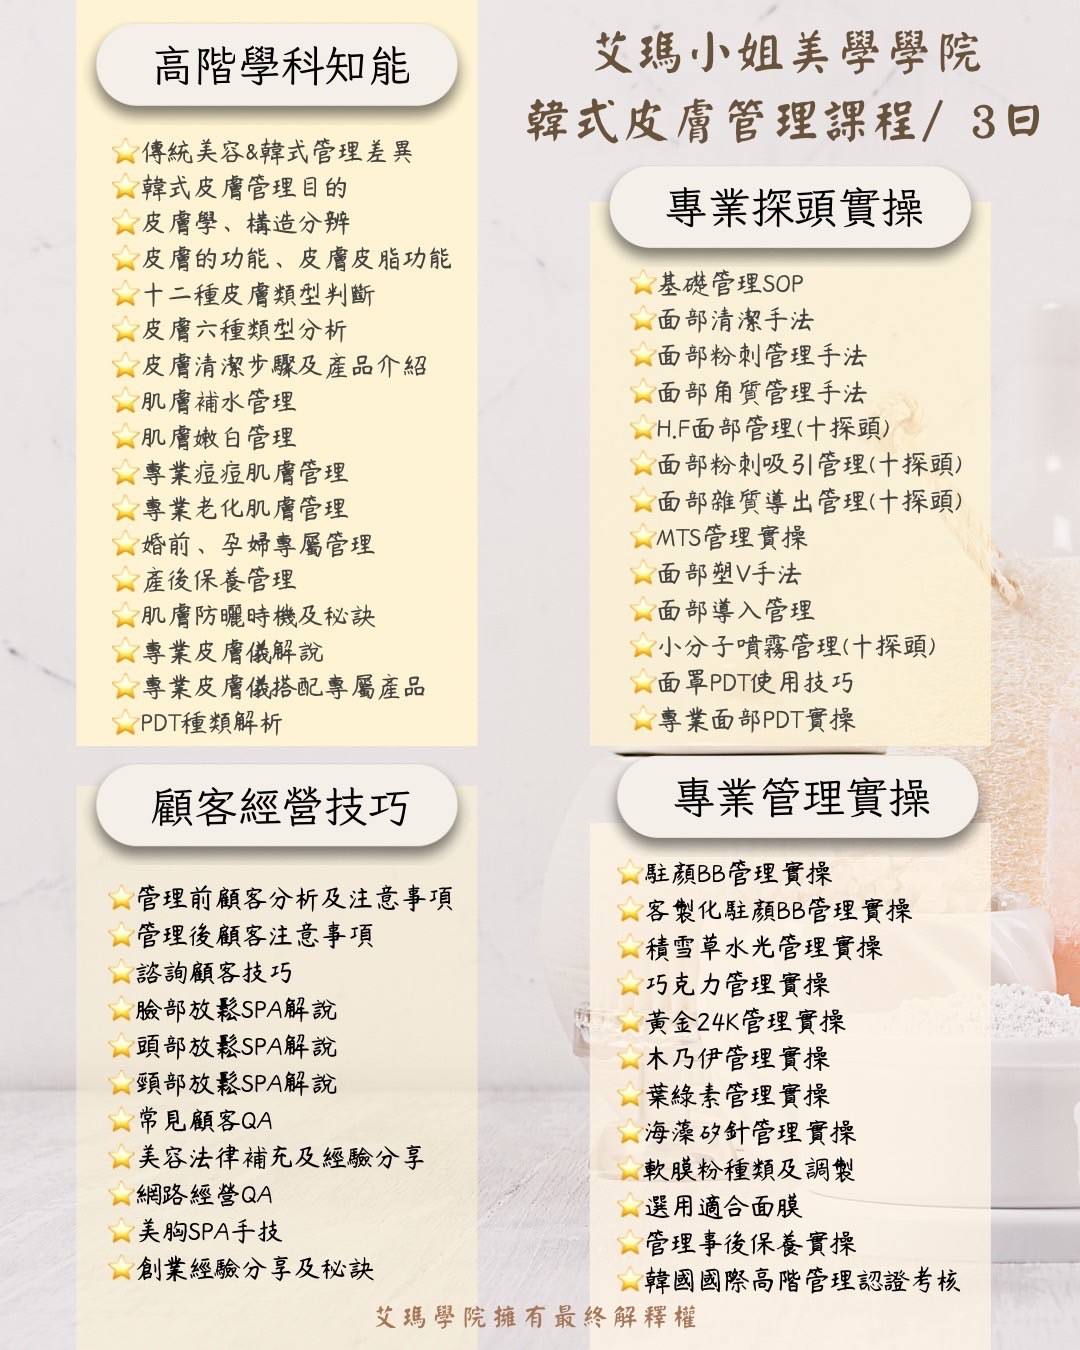 艾瑪小姐美學學院
韓式皮膚管理課程/ 3日
高階學科知能
⭐傳統美容&韓式管理差異
⭐韓式皮膚管理目的
⭐皮膚學、構造分辨
⭐皮膚的功能、皮膚皮脂功能
⭐十二種皮膚類型判斷
⭐皮膚六種類型分析
⭐皮膚清潔步驟及產品介紹
⭐肌膚補水管理
⭐肌膚嫩白管理
⭐專業痘痘肌膚管理
⭐專業老化肌膚管理
⭐婚前、孕婦專屬管理
⭐產後保養管理
⭐肌膚防曬時機及秘訣
⭐專業皮膚儀解說
⭐專業皮膚儀搭配專屬產品
⭐PDT種類解析
專業探頭實操
⭐基礎管理SOP
⭐面部清潔手法
⭐面部粉刺管理手法
⭐面部角質管理手法
⭐H.F面部管理(十探頭)
⭐面部粉刺吸引管理(十探頭)
⭐面部雜質導出管理(十探頭)
⭐MTS管理實操
⭐面部塑V手法
⭐面部導入管理
⭐小分子噴霧管理(十探頭)
⭐面罩PDT使用技巧
⭐專業面部PDT實操
顧客經營技巧
⭐管理前顧客分析及注意事項
⭐管理後顧客注意事項
⭐諮詢顧客技巧
⭐臉部放鬆SPA解說
⭐頭部放鬆SPA解說
⭐頸部放鬆SPA解說
⭐常見顧客QA
⭐美容法律補充及經驗分享
⭐網路經營QA
⭐美胸SPA手技
⭐創業經驗分享及秘訣
專業管理實操
⭐駐顏BB管理實操
⭐客製化駐顏BB管理實操
⭐積雪草水光管理實操
⭐巧克力管理實操
⭐黃金24K管理實操
⭐木乃伊管理實操
⭐葉綠素管理實操
⭐海藻矽針管理實操
⭐軟膜粉種類及調製
⭐選用適合面膜
⭐管理事後保養實操
⭐韓國國際高階管理認證考核
艾瑪學院擁有最終解釋權